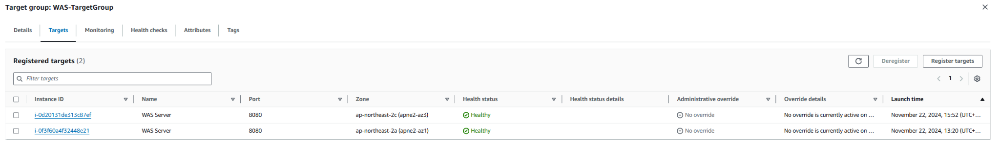 Target group: WAS-TargetGroup
Details Targets Monitoring Health checks Attributes Tags
Registered targets (2)
Deregister Register targets
Filter targets
1
Instance ID Name Port Zone Health status Health status details Administrative override Override details Launch time
i-0d20131de313c87ef WAS Server 8080 ap-northeast-2c (apne2-az3) Healthy No override No override is currently active on ... November 22, 2024, 15:52 (UTC+...
i-0f3f60a4f32448e21 WAS Server 8080 ap-northeast-2a (apne2-az1) Healthy No override No override is currently active on ... November 22, 2024, 13:20 (UTC+...